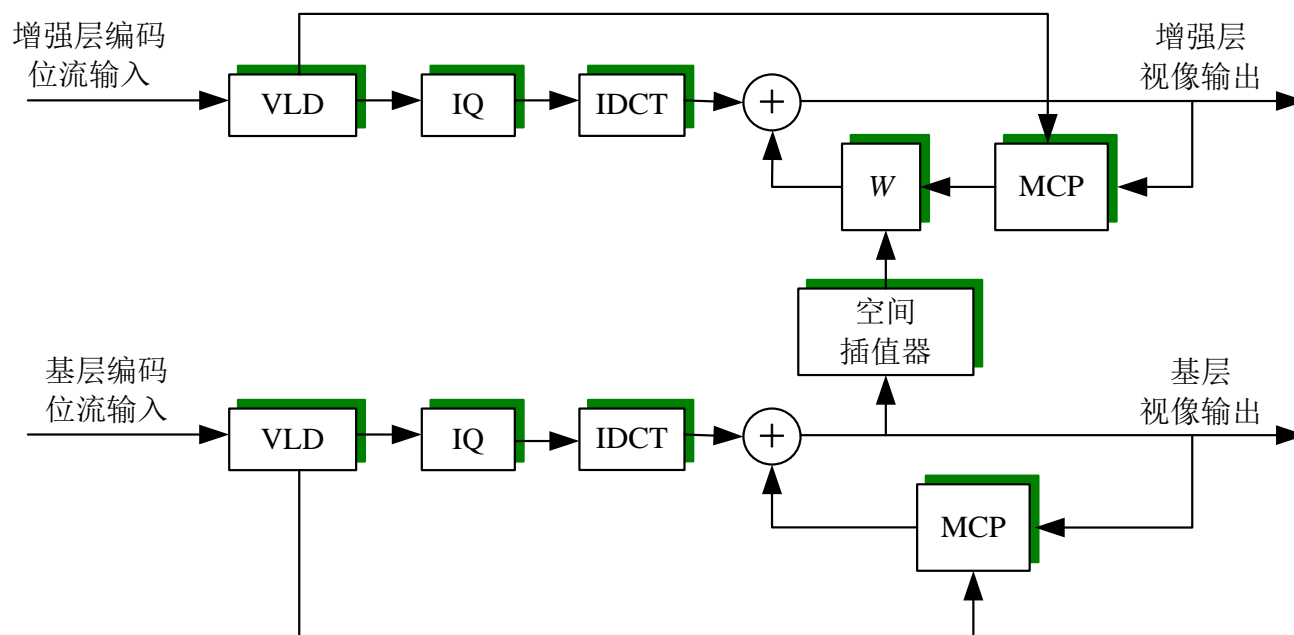 增强层编码
位流输入
VLD
IQ
IDCT
+
增强层
视像输出
W
MCP
空间
插值器
基层编码
位流输入
VLD
IQ
IDCT
+
基层
视像输出
MCP